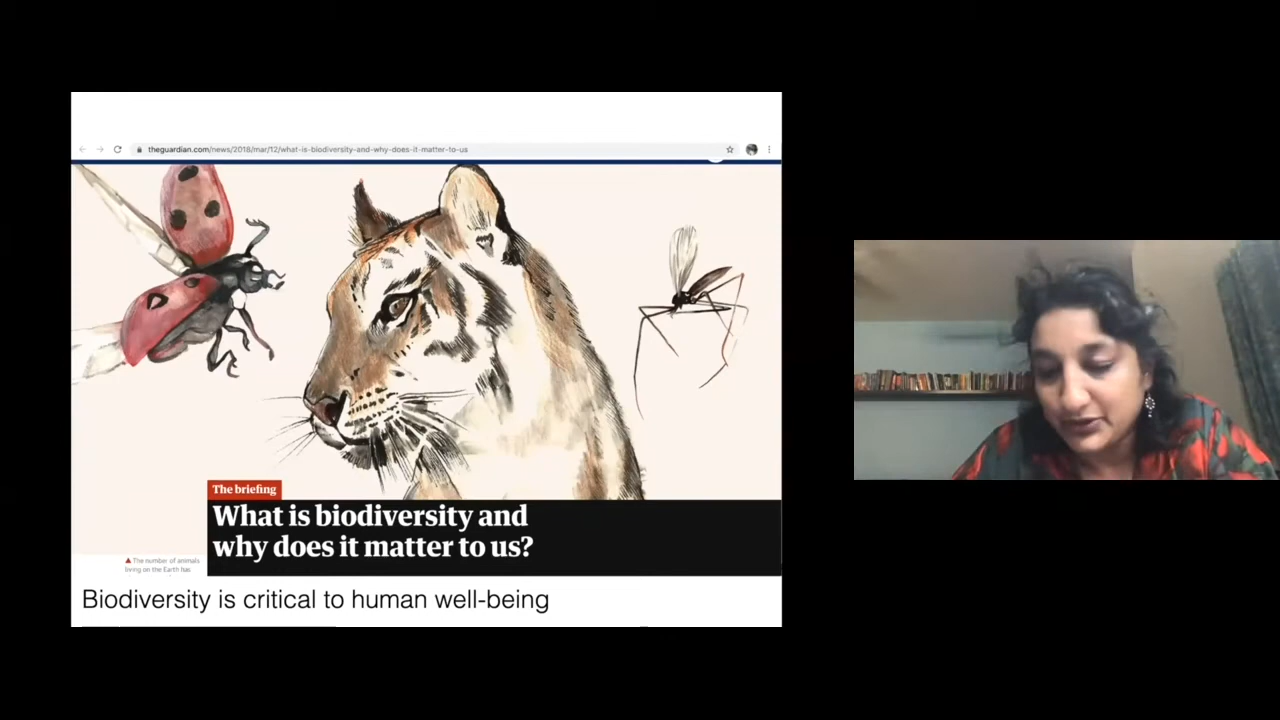 theguardian.com/news/2018/mar/12/what-is-biodiversity-and-why-does-it-matter-to-us
The briefing
What is biodiversity and
why does it matter to us?
The number of animals
living on the Earth has
Biodiversity is critical to human well-being